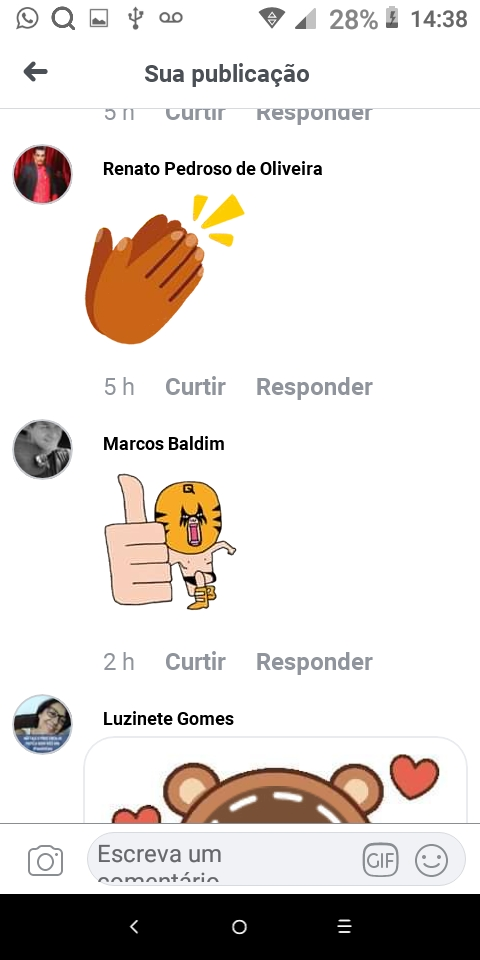 28% 14:38
Sua publicação
5 h Curtir Responder
Renato Pedroso de Oliveira
5 h Curtir Responder
Marcos Baldim
2 h Curtir Responder
Luzinete Gomes
Escreva um
comentário
GIF